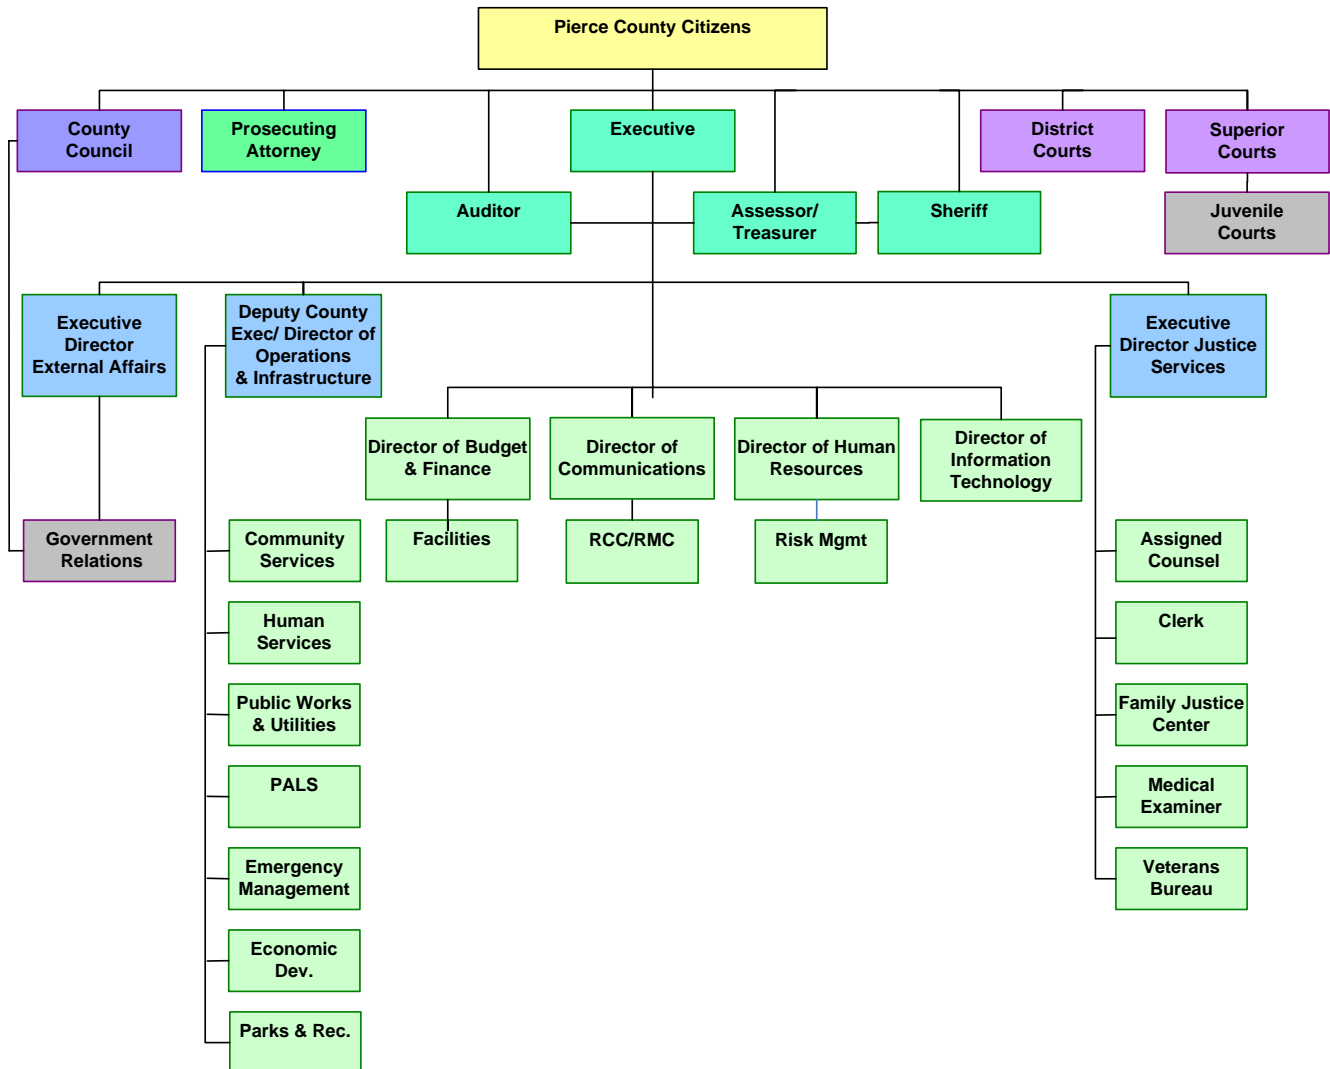 Pierce County Citizens
County
Council
Prosecuting
Attorney
Executive
District
Courts
Superior
Courts
Auditor
Assessor/
Treasurer
Sheriff
Juvenile
Courts
Executive
Director
External Affairs
Deputy County
Exec/ Director of
Operations
& Infrastructure
Executive
Director Justice
Services
Director of Budget
& Finance
Director of
Communications
Director of Human
Resources
Director of
Information
Technology
Government
Relations
Community
Services
Facilities
RCC/RMC
Risk Mgmt
Assigned
Counsel
Human
Services
Clerk
Public Works
& Utilities
Family Justice
Center
PALS
Medical
Examiner
Emergency
Management
Veterans
Bureau
Economic
Dev.
Parks & Rec.